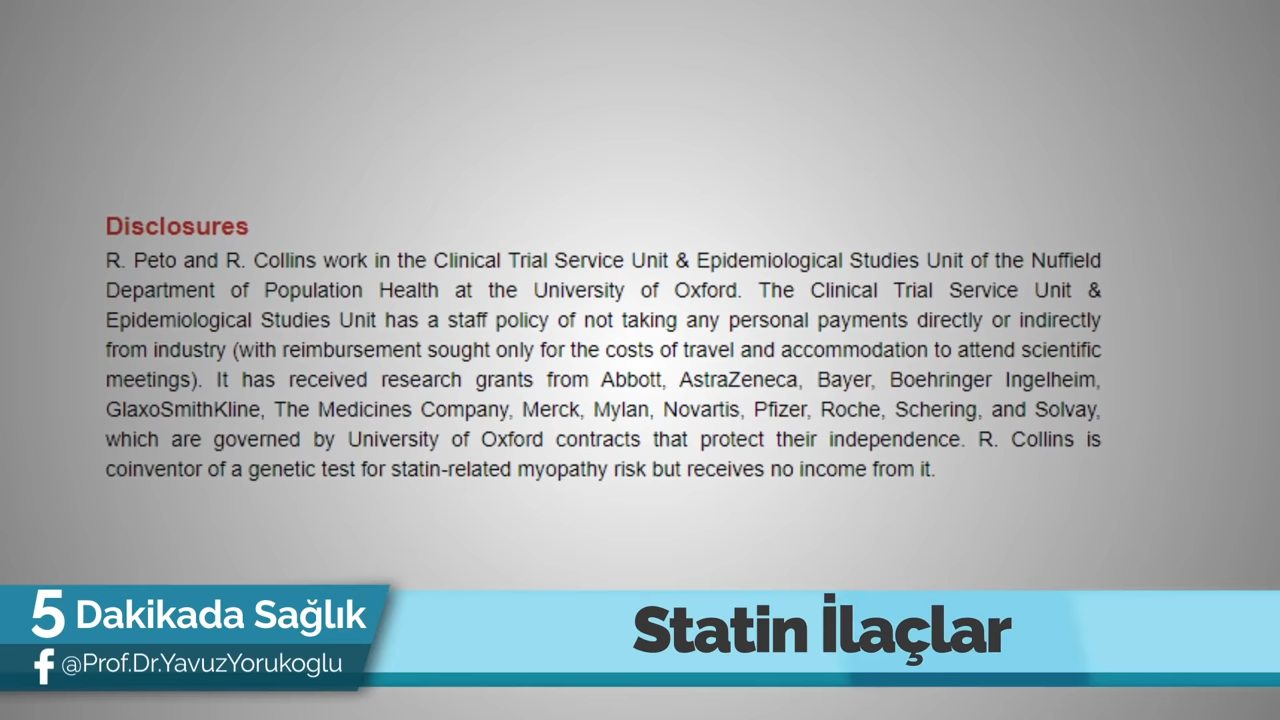 Disclosures
R. Peto and R. Collins work in the Clinical Trial Service Unit & Epidemiological Studies Unit of the Nuffield
Department of Population Health at the University of Oxford. The Clinical Trial Service Unit &
Epidemiological Studies Unit has a staff policy of not taking any personal payments directly or indirectly
from industry (with reimbursement sought only for the costs of travel and accommodation to attend scientific
meetings). It has received research grants from Abbott, AstraZeneca, Bayer, Boehringer Ingelheim,
GlaxoSmithKline, The Medicines Company, Merck, Mylan, Novartis, Pfizer, Roche, Schering, and Solvay,
which are governed by University of Oxford contracts that protect their independence. R. Collins is
coinventor of a genetic test for statin-related myopathy risk but receives no income from it.
5 Dakikada Sağlık
f @Prof.Dr.YavuzYorukoglu
Statin İlaçlar